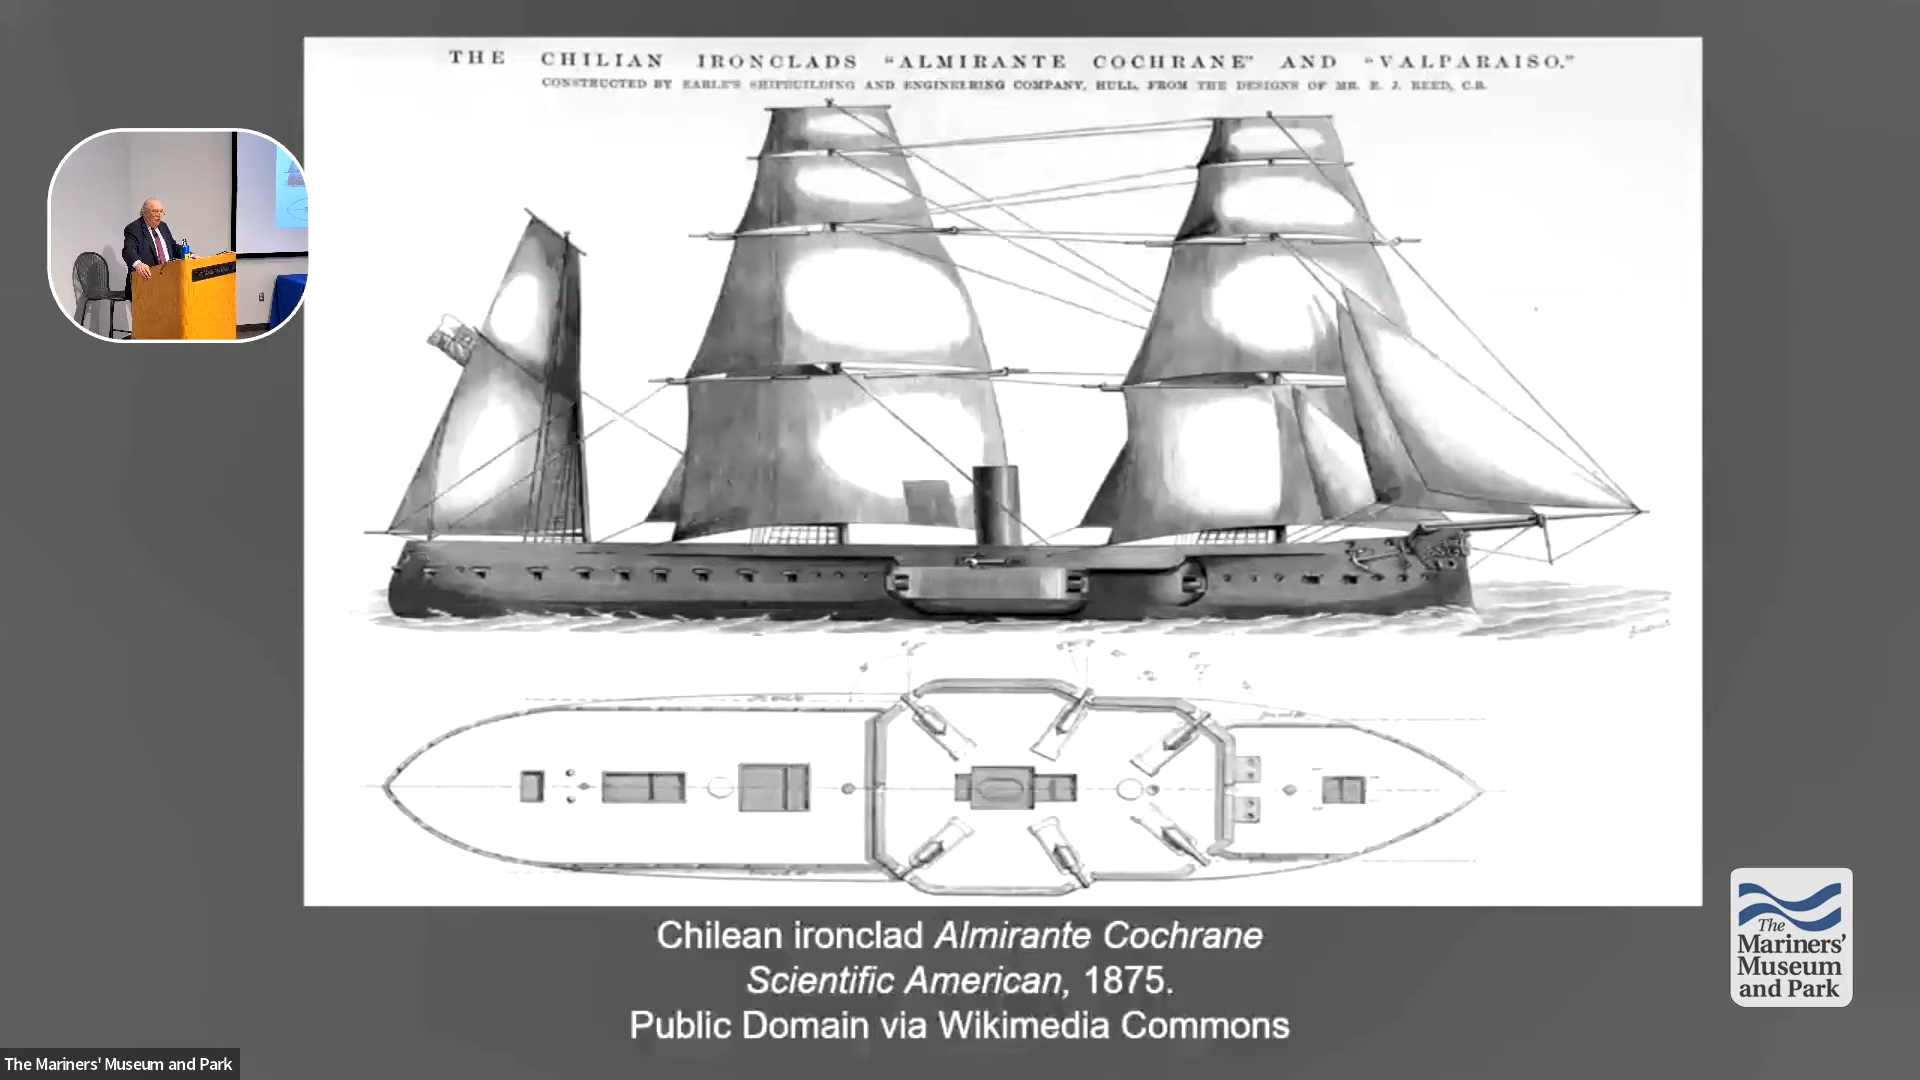 THE CHILIAN IRONCLADS "ALMIRANTE COCHRANE" AND "VALPARAISO."
CONSTRUCTED BY EARLE'S SHIPBUILDING AND ENGINEERING COMPANY, HULL, FROM THE DESIGNS OF MR. E. J. REED, C.B.
Chilean ironclad Almirante Cochrane
Scientific American, 1875.
Public Domain via Wikimedia Commons
The
Mariners'
Museum
and Park
The Mariners' Museum and Park